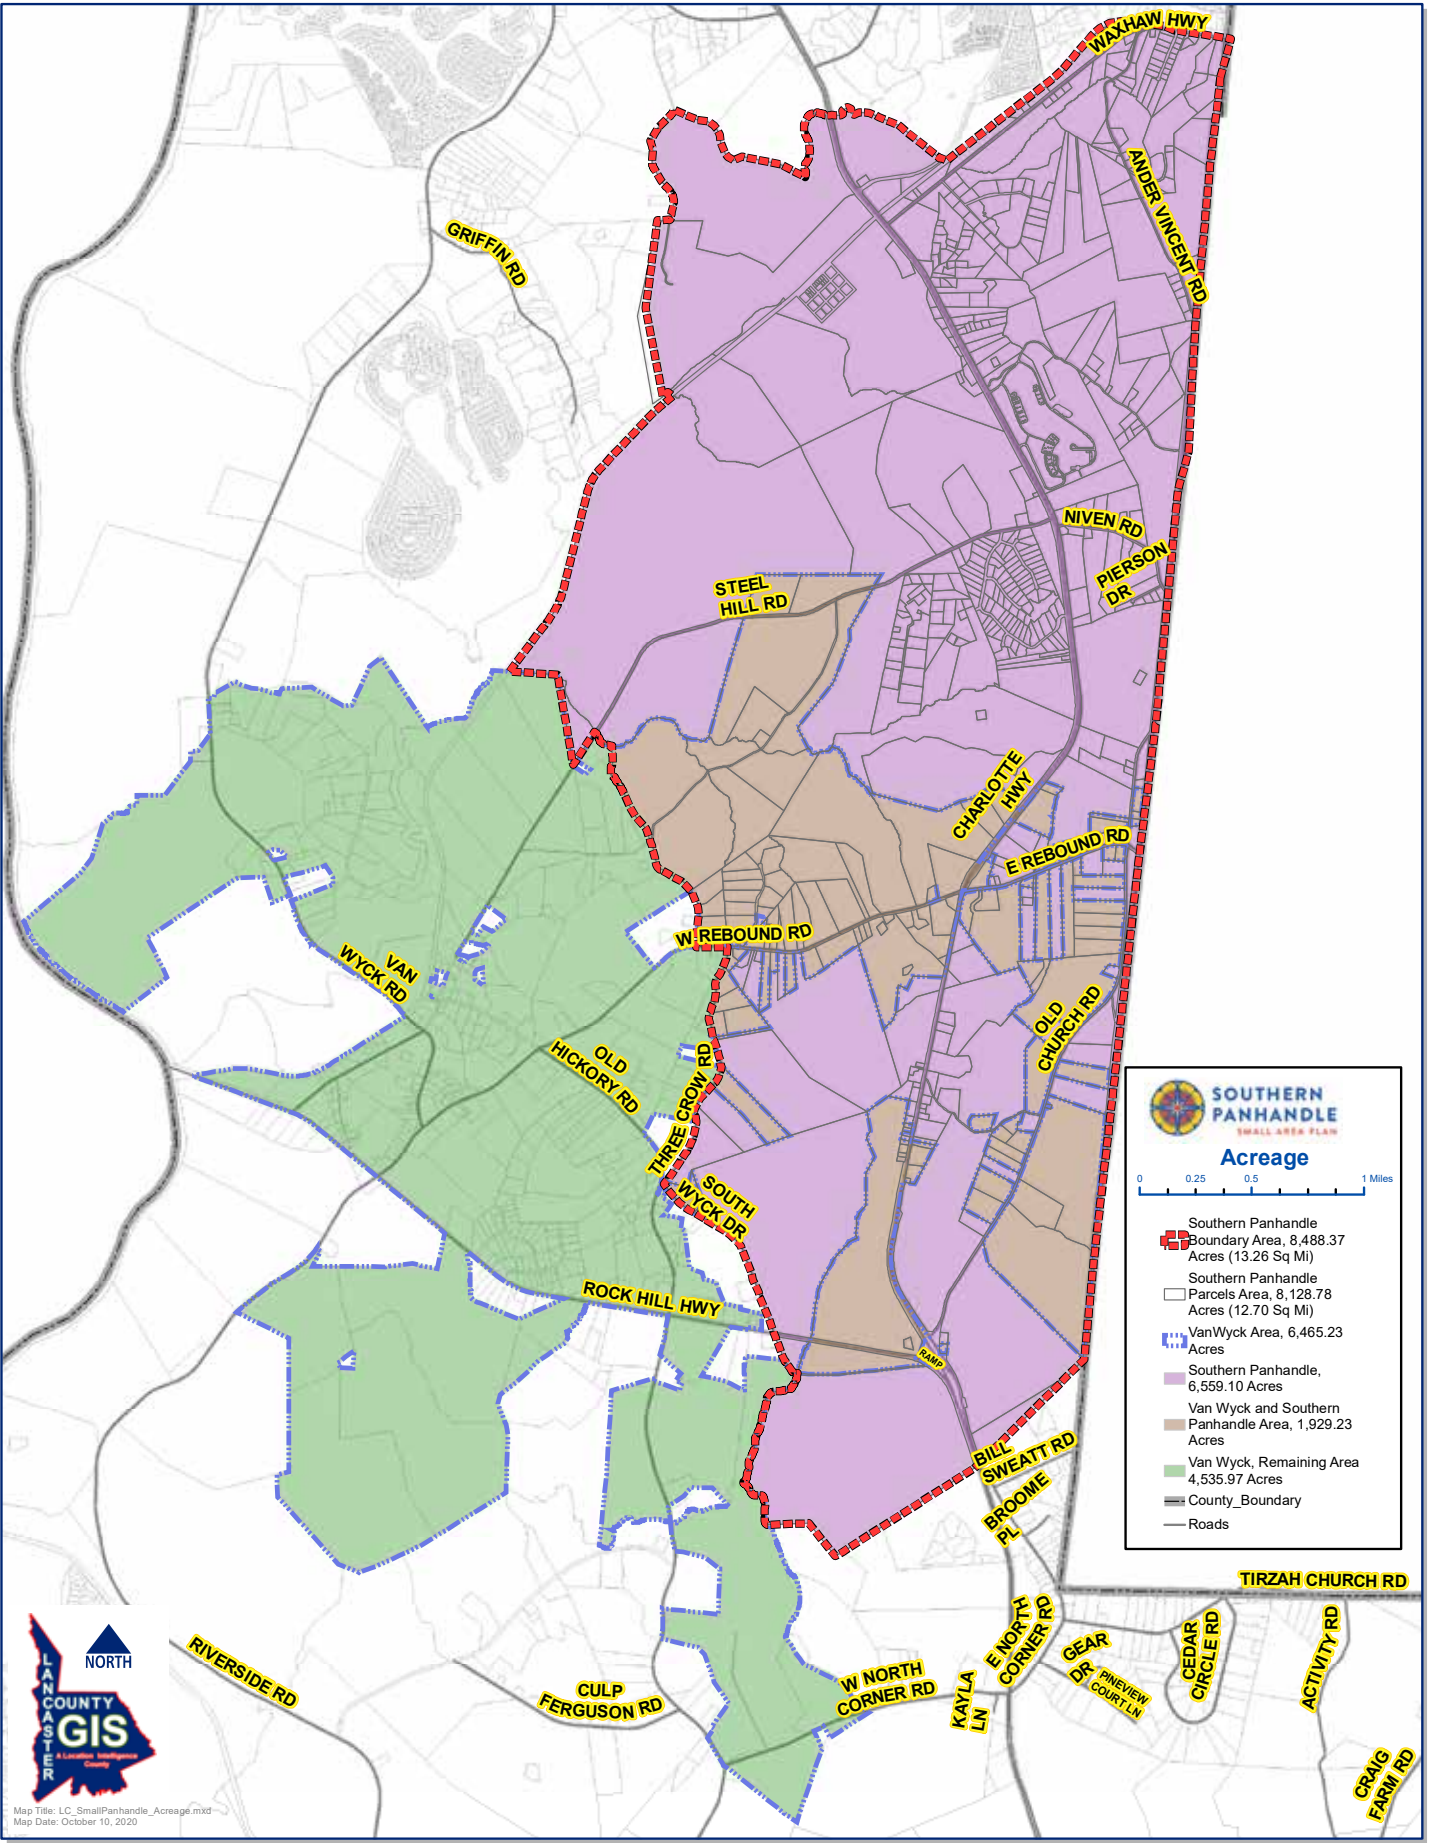 WAXHAW HWY
ANDER VINCENT RD
GRIFFIN RD
NIVEN RD
PIERSON
DR
STEEL
HILL RD
CHARLOTTE
HWY
E REBOUND RD
W REBOUND RD
VAN
WYCK RD
OLD
CHURCH RD
OLD
HICKORY RD
THREE CROW RD
SOUTH
WYCK DR
ROCK HILL HWY
RAMP
BILL
SWEATT RD
BROOME
PL
TIRZAH CHURCH RD
E NORTH
CORNER RD
GEAR
DR
PINEVIEW
COURT LN
CEDAR
CIRCLE RD
ACTIVITY RD
CRAIG
FARM RD
KAYLA
LN
W NORTH
CORNER RD
CULP
FERGUSON RD
RIVERSIDE RD
SOUTHERN
PANHANDLE
SMALL AREA PLAN
Acreage
0 0.25 0.5 1 Miles
Southern Panhandle
Boundary Area, 8,488.37
Acres (13.26 Sq Mi)
Southern Panhandle
Parcels Area, 8,128.78
Acres (12.70 Sq Mi)
VanWyck Area, 6,465.23
Acres
Southern Panhandle,
6,559.10 Acres
Van Wyck and Southern
Panhandle Area, 1,929.23
Acres
Van Wyck, Remaining Area
4,535.97 Acres
County_Boundary
Roads
NORTH
LANCASTER
COUNTY
GIS
A Location Intelligence
County
Map Title: LC_SmallPanhandle_Acreage.mxd
Map Date: October 10, 2020